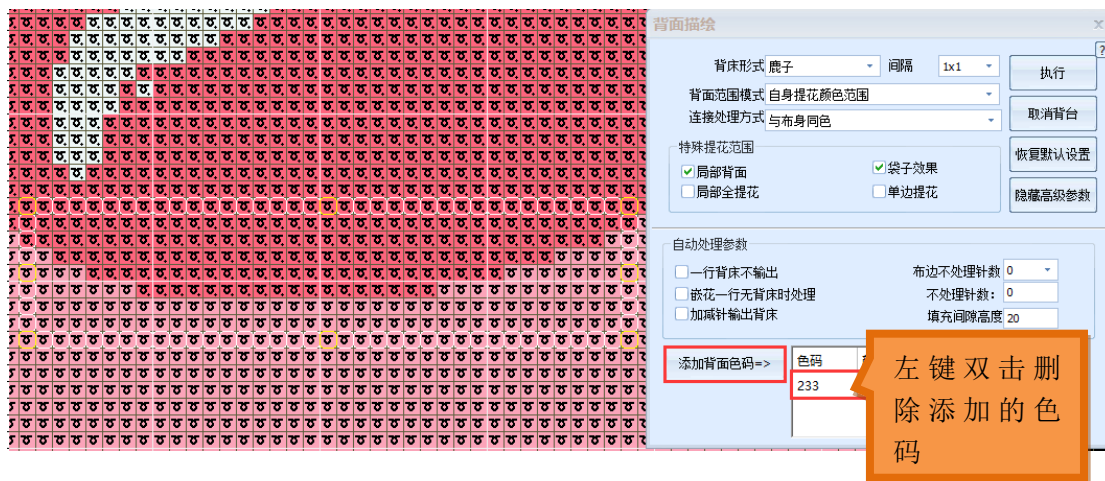 背面描绘
背床形式 鹿子 间隔 1x1 执行
背面范围模式 自身提花颜色范围
连接处理方式 与布身同色 取消背台
特殊提花范围 恢复默认设置
局部背面 袋子效果
局部全提花 单边提花 隐藏高级参数
自动处理参数
一行背床不输出 布边不处理针数 0
嵌花一行无背床时处理 不处理针数: 0
加减针输出背床 填充间隙高度 20
添加背面色码=> 色码
233
左键双击删
除添加的色
码